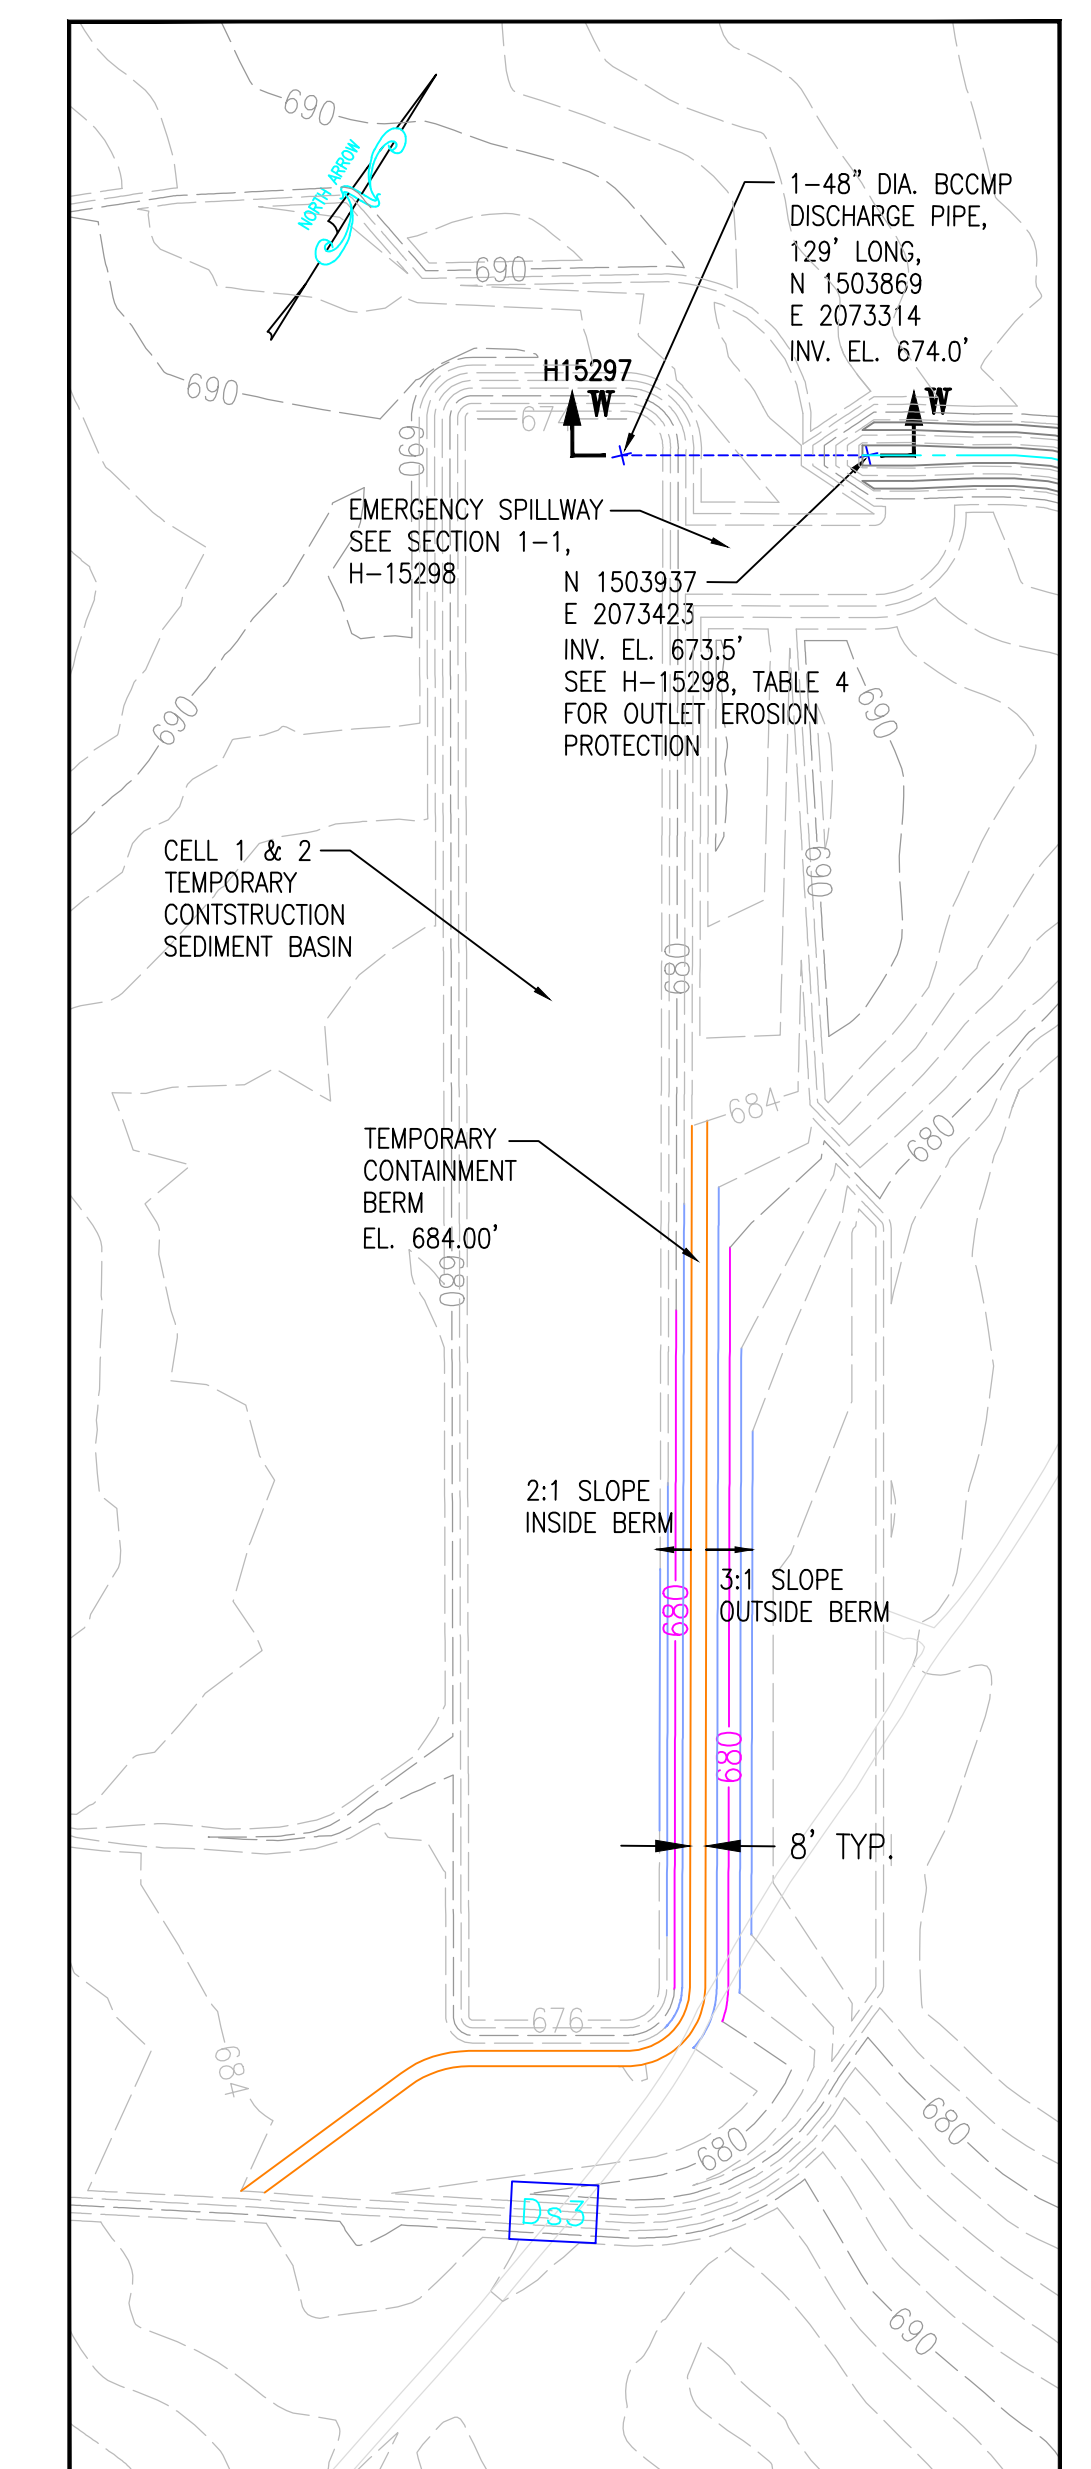 690
NORTH ARROW
N
690
690
1-48" DIA. BCCMP
DISCHARGE PIPE,
129' LONG,
N 1503869
E 2073314
INV. EL. 674.0'
H15297
W
W
674
690
EMERGENCY SPILLWAY
SEE SECTION 1-1,
H-15298
N 1503937
E 2073423
INV. EL. 673.5'
SEE H-15298, TABLE 4
FOR OUTLET EROSION
PROTECTION
690
690
690
CELL 1 & 2
TEMPORARY
CONTSTRUCTION
SEDIMENT BASIN
680
684
680
TEMPORARY
CONTAINMENT
BERM
EL. 684.00'
680
2:1 SLOPE
INSIDE BERM
3:1 SLOPE
OUTSIDE BERM
680
680
8' TYP.
676
684
680
680
Ds3
690